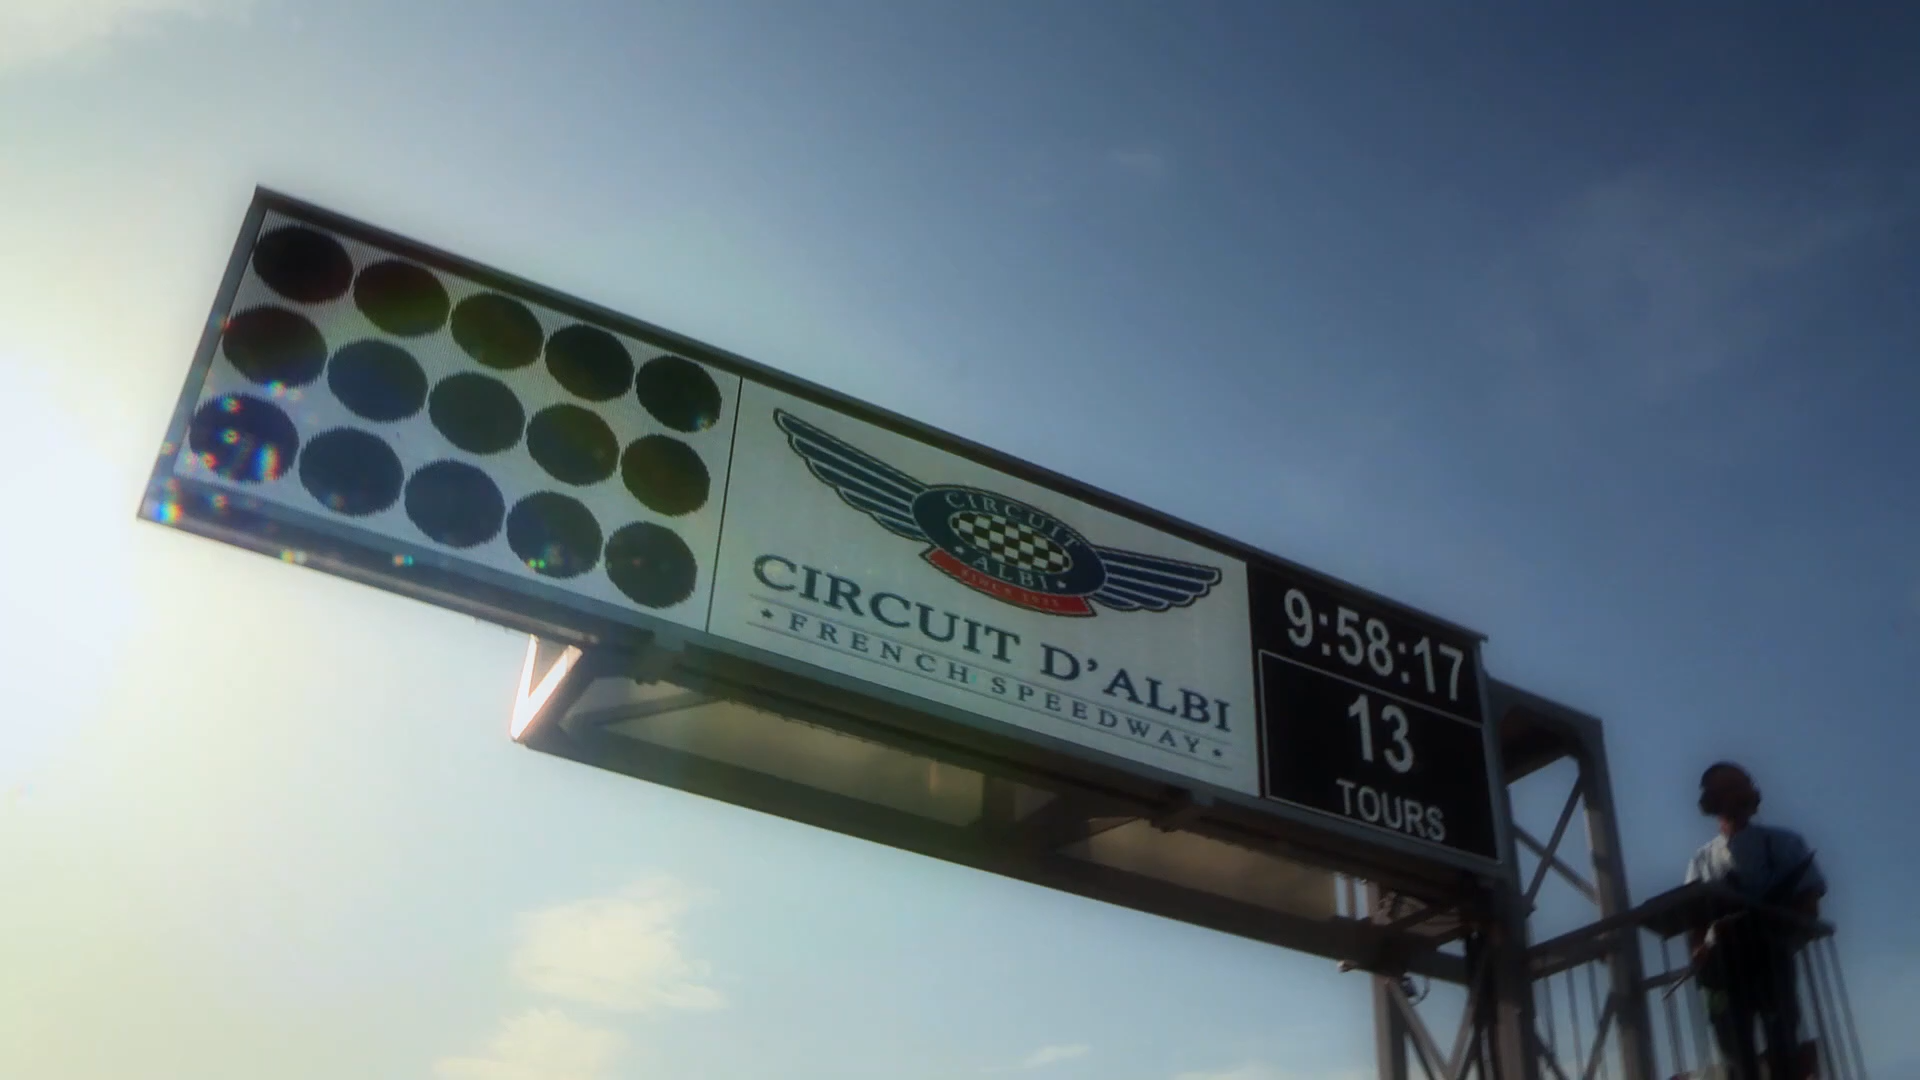 CIRCUIT
ALBI
CIRCUIT D'ALBI
FRENCH SPEEDWAY
9:58:17
13
TOURS